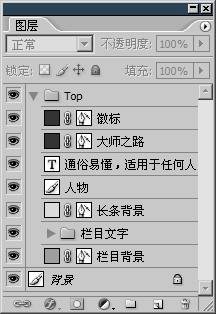 图层
正常 不透明度: 100%
锁定: 填充: 100%
Top
徽标
大师之路
T 通俗易懂，适用于任何人
人物
长条背景
栏目文字
栏目背景
背景